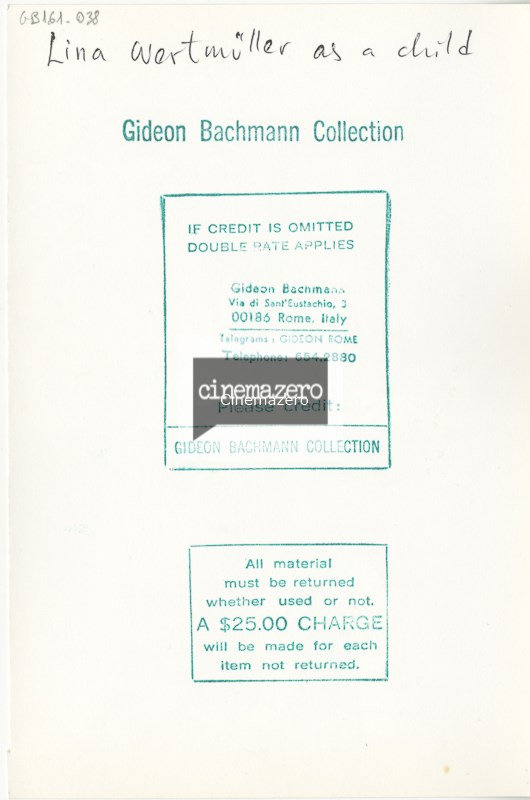 GB161-038
Lina Wertmüller as a child
Gideon Bachmann Collection
IF CREDIT IS OMITTED
DOUBLE RATE APPLIES
Gideon Bachmann
Via di Sant'Eustachio, 3
00186 Rome, Italy
Telegrams: GIDEON ROME
Telephone: 654.2880
cinemazero
Cinemazero
Please credit:
GIDEON BACHMANN COLLECTION
All material
must be returned
whether used or not.
A $25.00 CHARGE
will be made for each
item not returned.